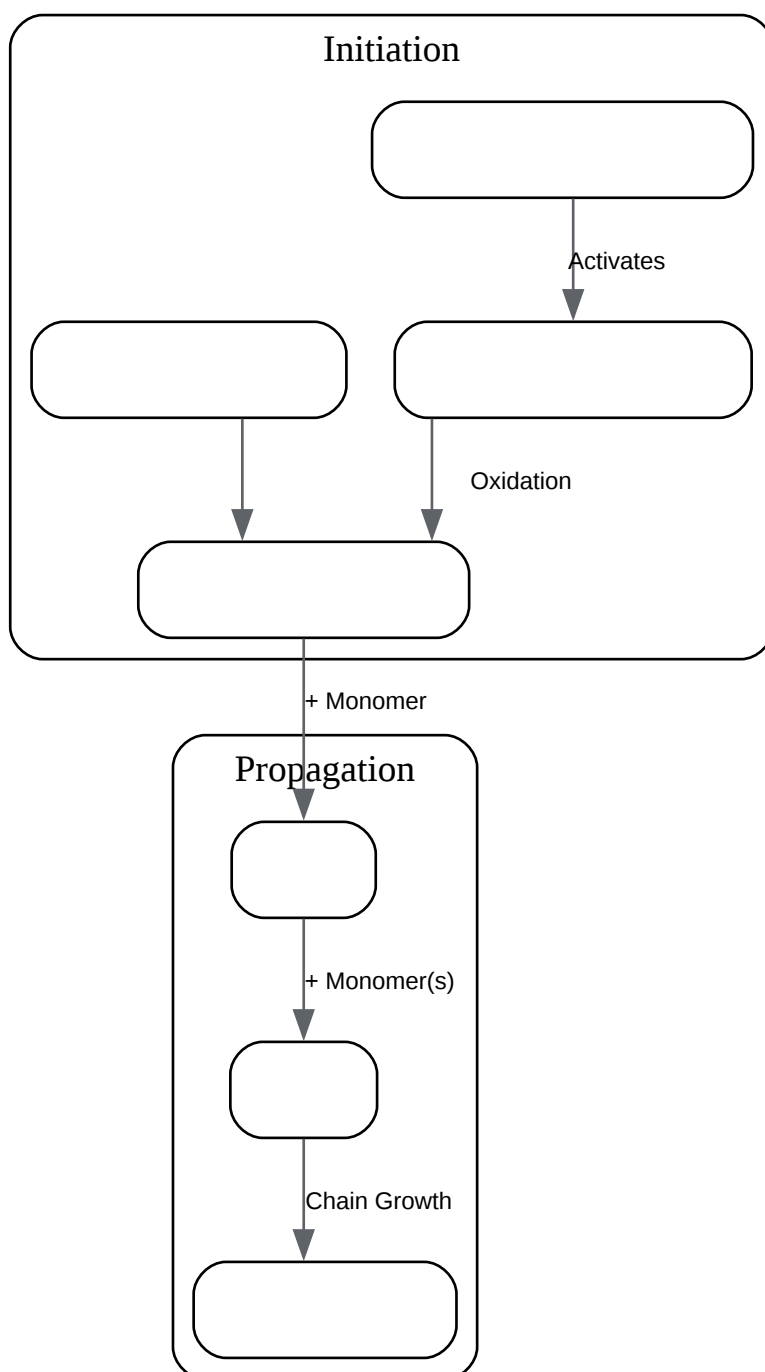 Initiation
Activates
Oxidation
+ Monomer
Propagation
+ Monomer(s)
Chain Growth